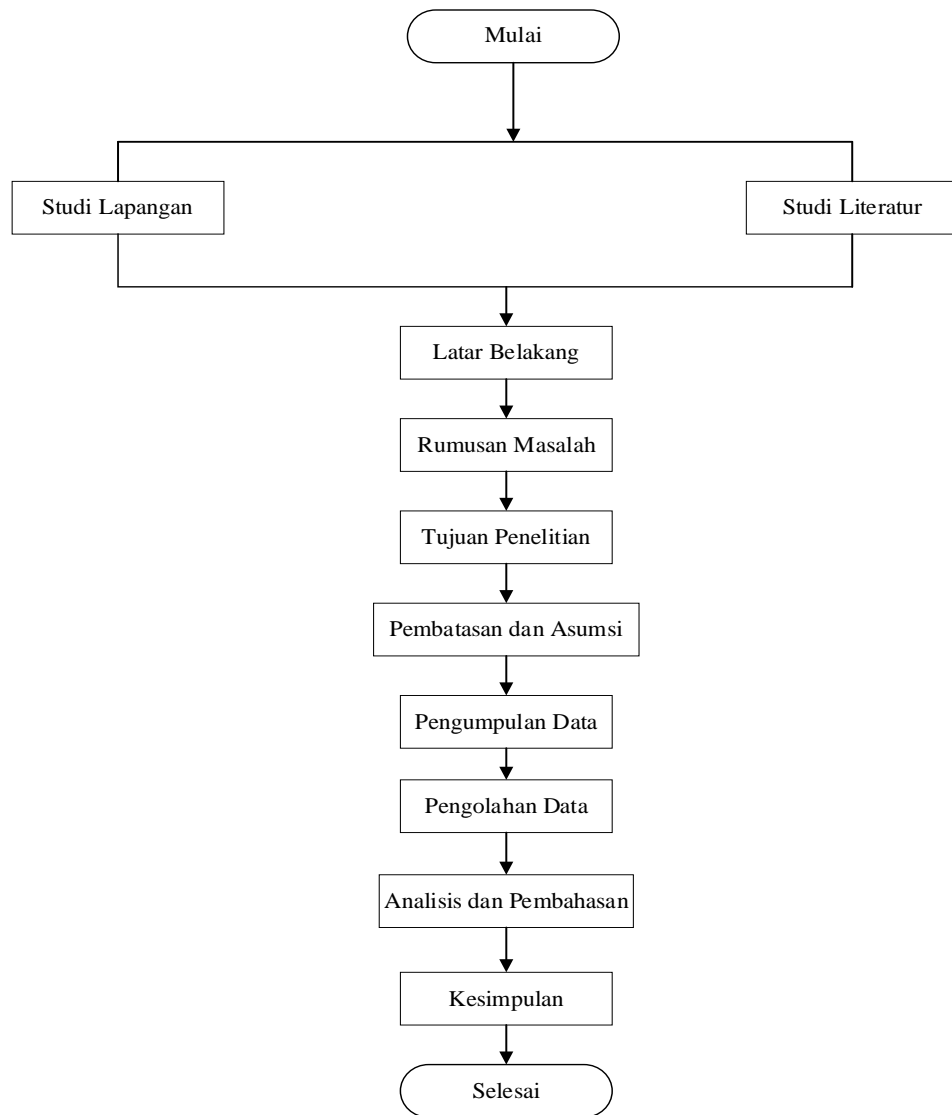 Mulai
Studi Lapangan
Studi Literatur
Latar Belakang
Rumusan Masalah
Tujuan Penelitian
Pembatasan dan Asumsi
Pengumpulan Data
Pengolahan Data
Analisis dan Pembahasan
Kesimpulan
Selesai